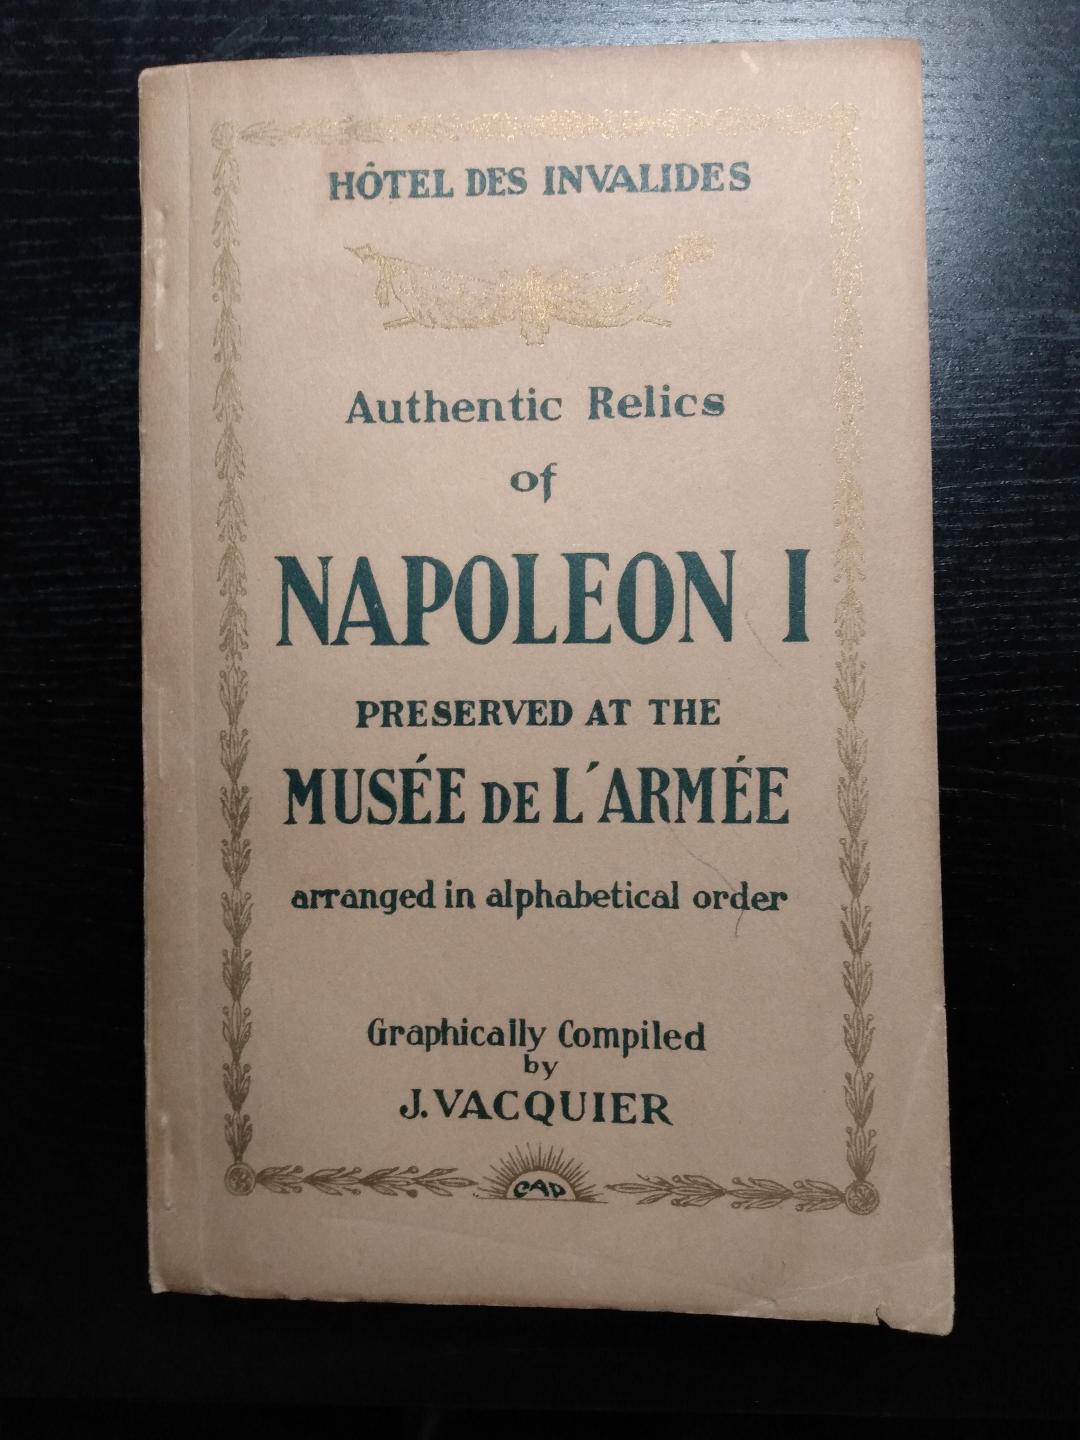 HÔTEL DES INVALIDES
Authentic Relics
of
NAPOLEON I
PRESERVED AT THE
MUSÉE DE L'ARMÉE
arranged in alphabetical order
Graphically Compiled
by
J. VACQUIER
CAP